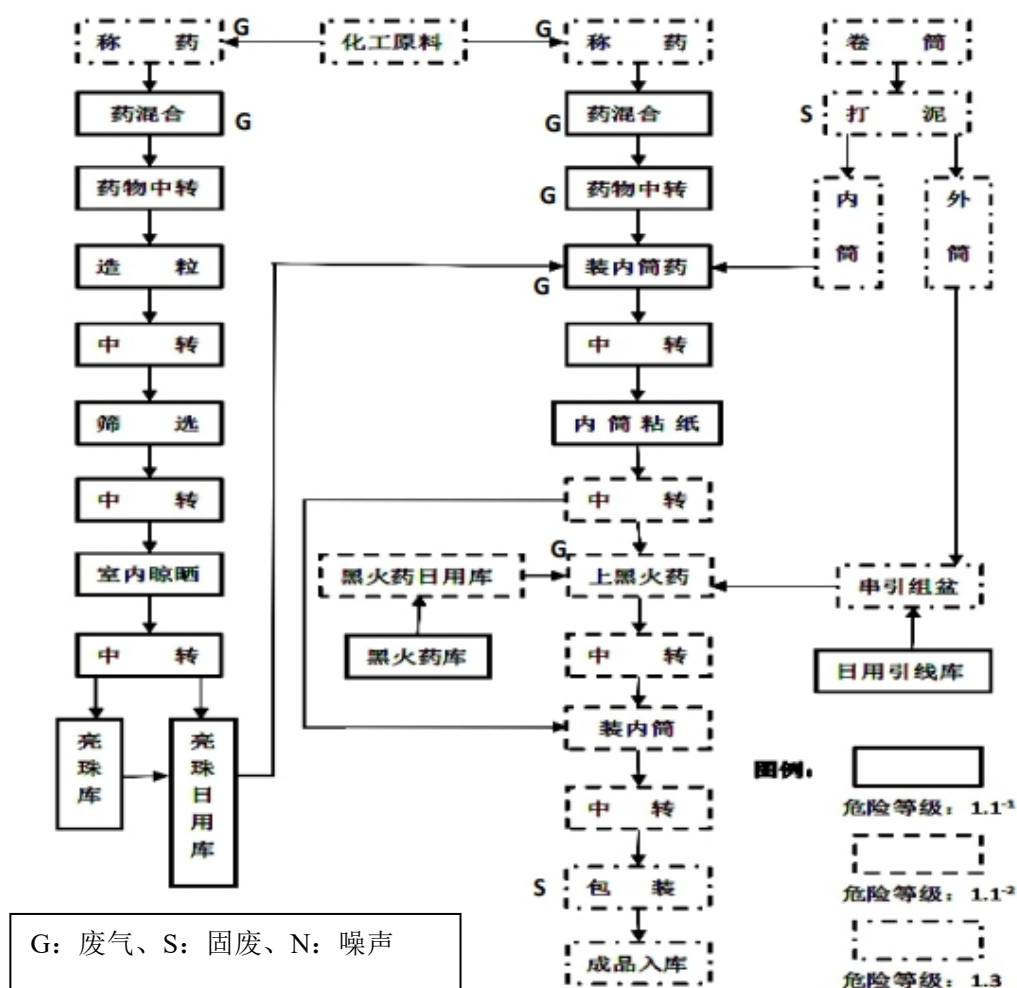 称 药
G
化工原料
G
称 药
卷 筒
药混合
G
G
药混合
S
打 泥
药物中转
G
药物中转
内筒
外筒
造 粒
装内筒药
G
中 转
中 转
筛 选
内 筒 粘 纸
中 转
中 转
室内晾晒
黑火药日用库
G
上黑火药
串引组盆
中 转
黑火药库
中 转
日用引线库
亮珠库
亮珠日用库
装内筒
图例：
危险等级：1.1-1
中 转
危险等级：1.1-2
S
包 装
成品入库
危险等级：1.3
G：废气、S：固废、N：噪声